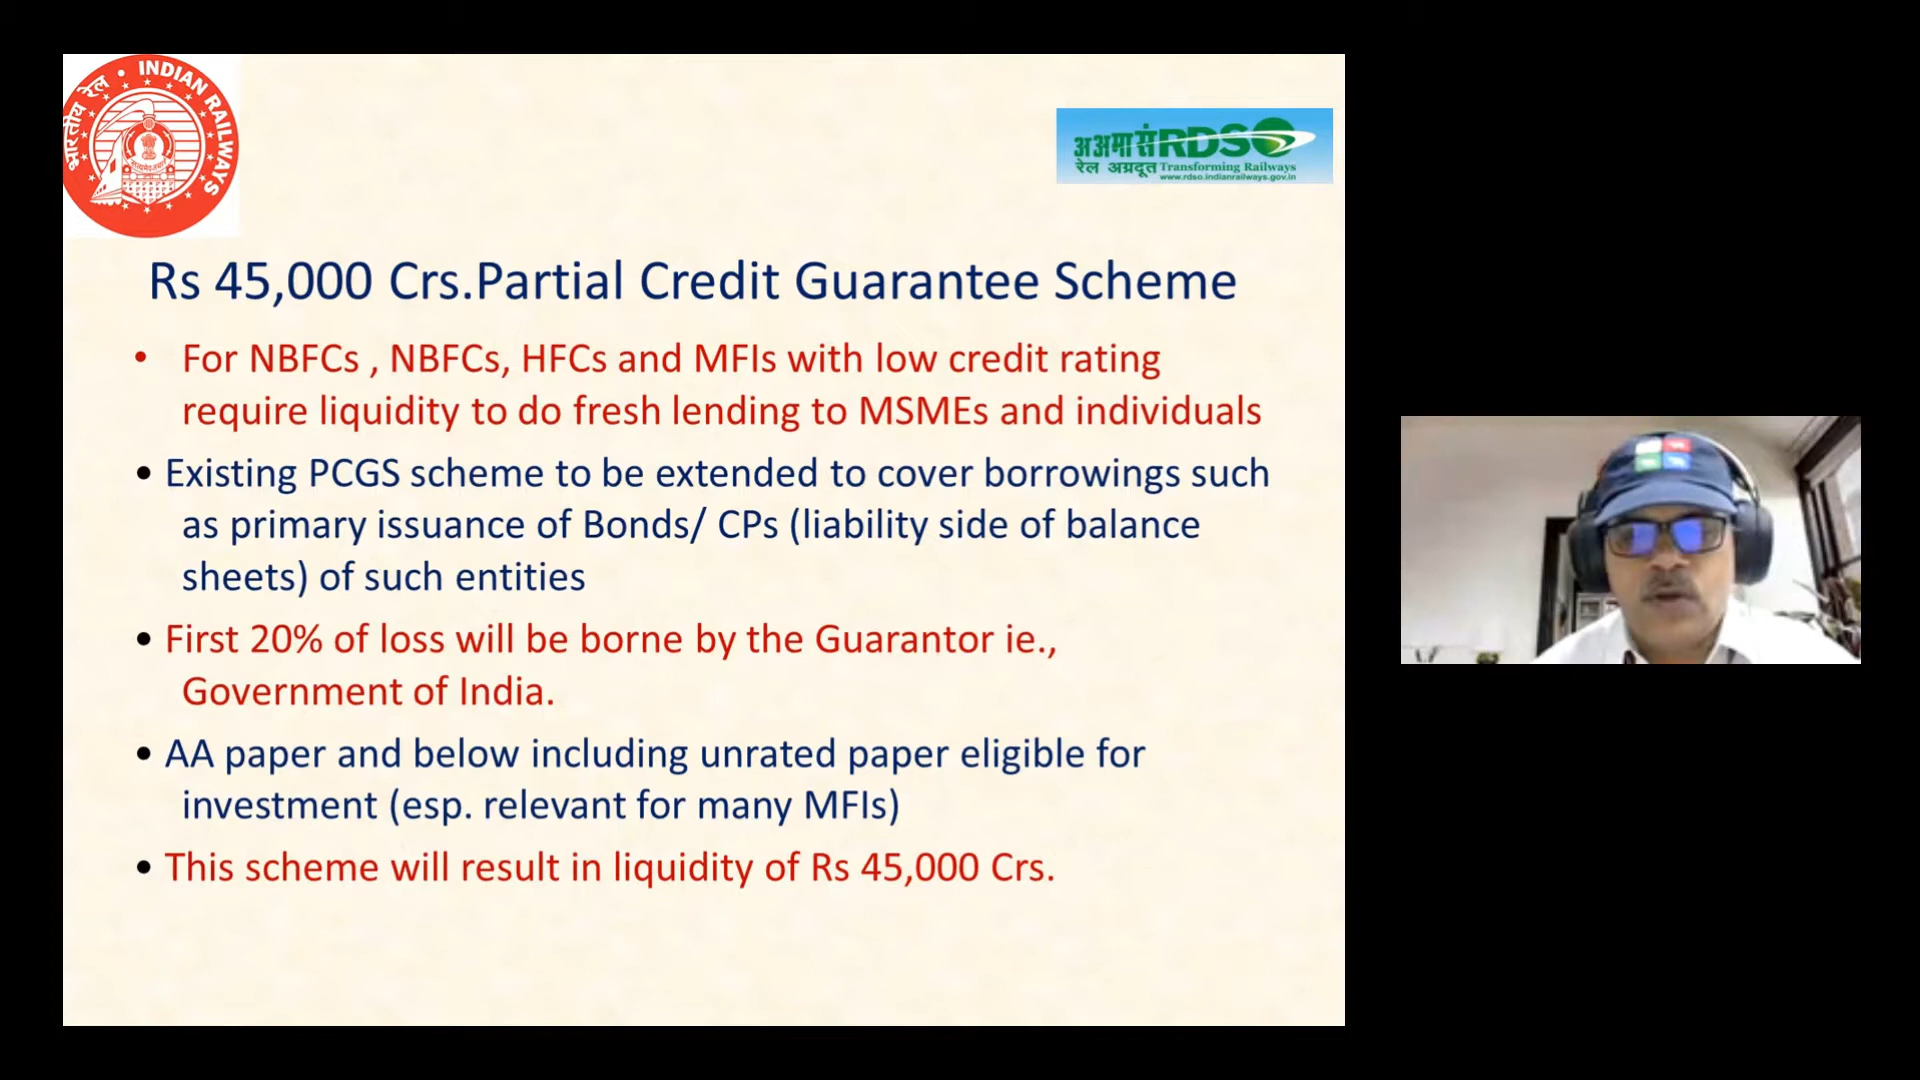 भारतीय रेल • INDIAN RAILWAYS
अअमासं RDSO
रेल अग्रदूत Transforming Railways
www.rdso.indianrailways.gov.in
Rs 45,000 Crs.Partial Credit Guarantee Scheme
• For NBFCs , NBFCs, HFCs and MFIs with low credit rating
require liquidity to do fresh lending to MSMEs and individuals
• Existing PCGS scheme to be extended to cover borrowings such
as primary issuance of Bonds/ CPs (liability side of balance
sheets) of such entities
• First 20% of loss will be borne by the Guarantor ie.,
Government of India.
• AA paper and below including unrated paper eligible for
investment (esp. relevant for many MFIs)
• This scheme will result in liquidity of Rs 45,000 Crs.